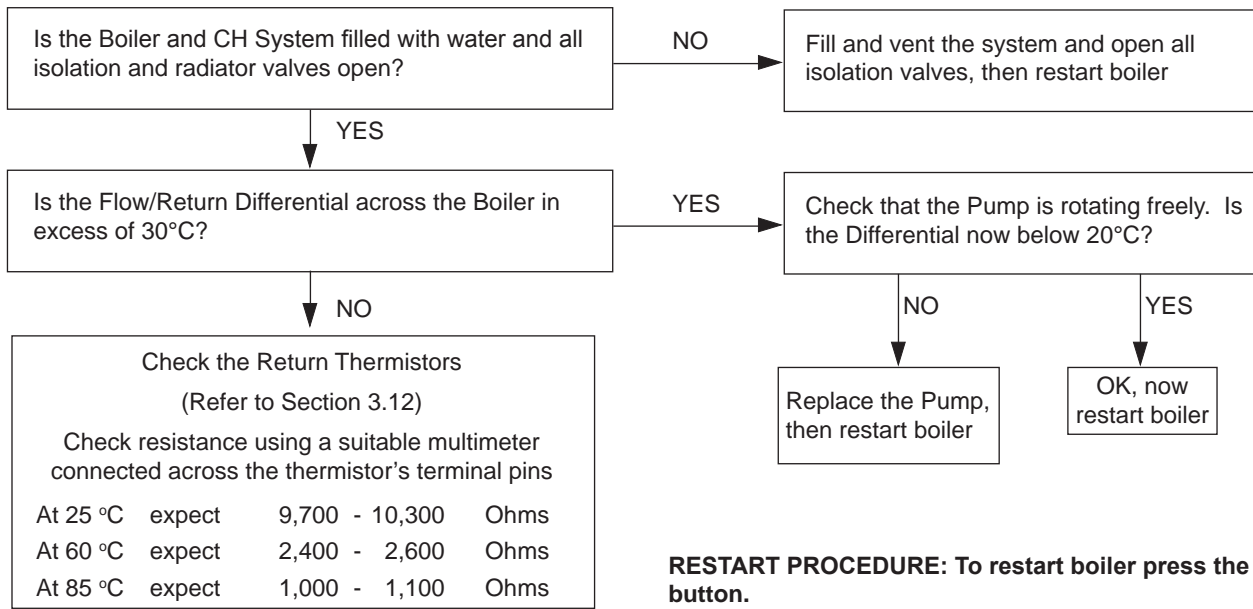 Is the Boiler and CH System filled with water and all
isolation and radiator valves open?
NO
Fill and vent the system and open all
isolation valves, then restart boiler
YES
Is the Flow/Return Differential across the Boiler in
excess of 30°C?
YES
Check that the Pump is rotating freely. Is
the Differential now below 20°C?
NO
NO
YES
Check the Return Thermistors
(Refer to Section 3.12)
Check resistance using a suitable multimeter
connected across the thermistor's terminal pins
At 25 °C expect 9,700 - 10,300 Ohms
At 60 °C expect 2,400 - 2,600 Ohms
At 85 °C expect 1,000 - 1,100 Ohms
Replace the Pump,
then restart boiler
OK, now
restart boiler
RESTART PROCEDURE: To restart boiler press the
button.